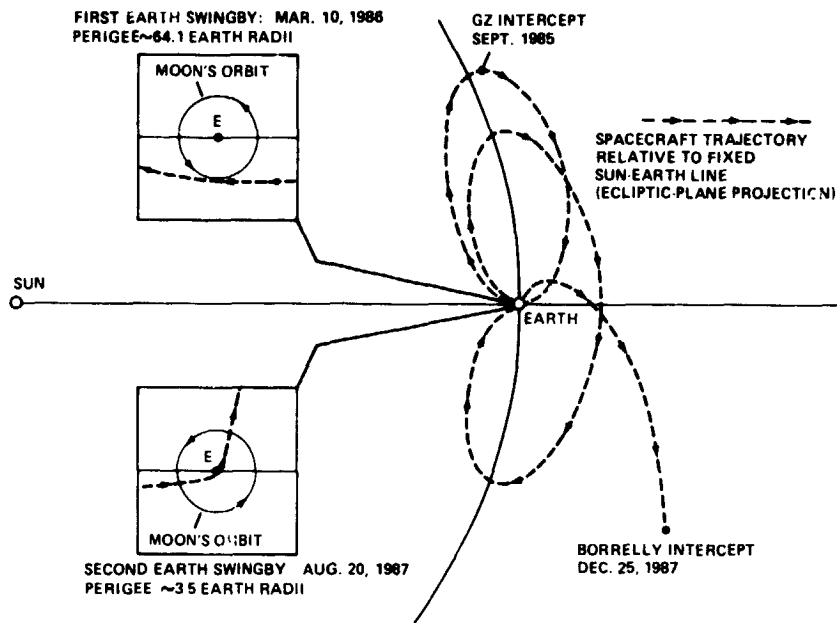 FIRST EARTH SWINGBY: MAR. 10, 1986
PERIGEE~64.1 EARTH RADII
MOON'S ORBIT
E
GZ INTERCEPT
SEPT. 1985
SPACECRAFT TRAJECTORY
RELATIVE TO FIXED
SUN-EARTH LINE
(ECLIPTIC-PLANE PROJECTION)
SUN
EARTH
E
MOON'S ORBIT
SECOND EARTH SWINGBY AUG. 20, 1987
PERIGEE ~3 5 EARTH RADII
BORRELLY INTERCEPT
DEC. 25, 1987